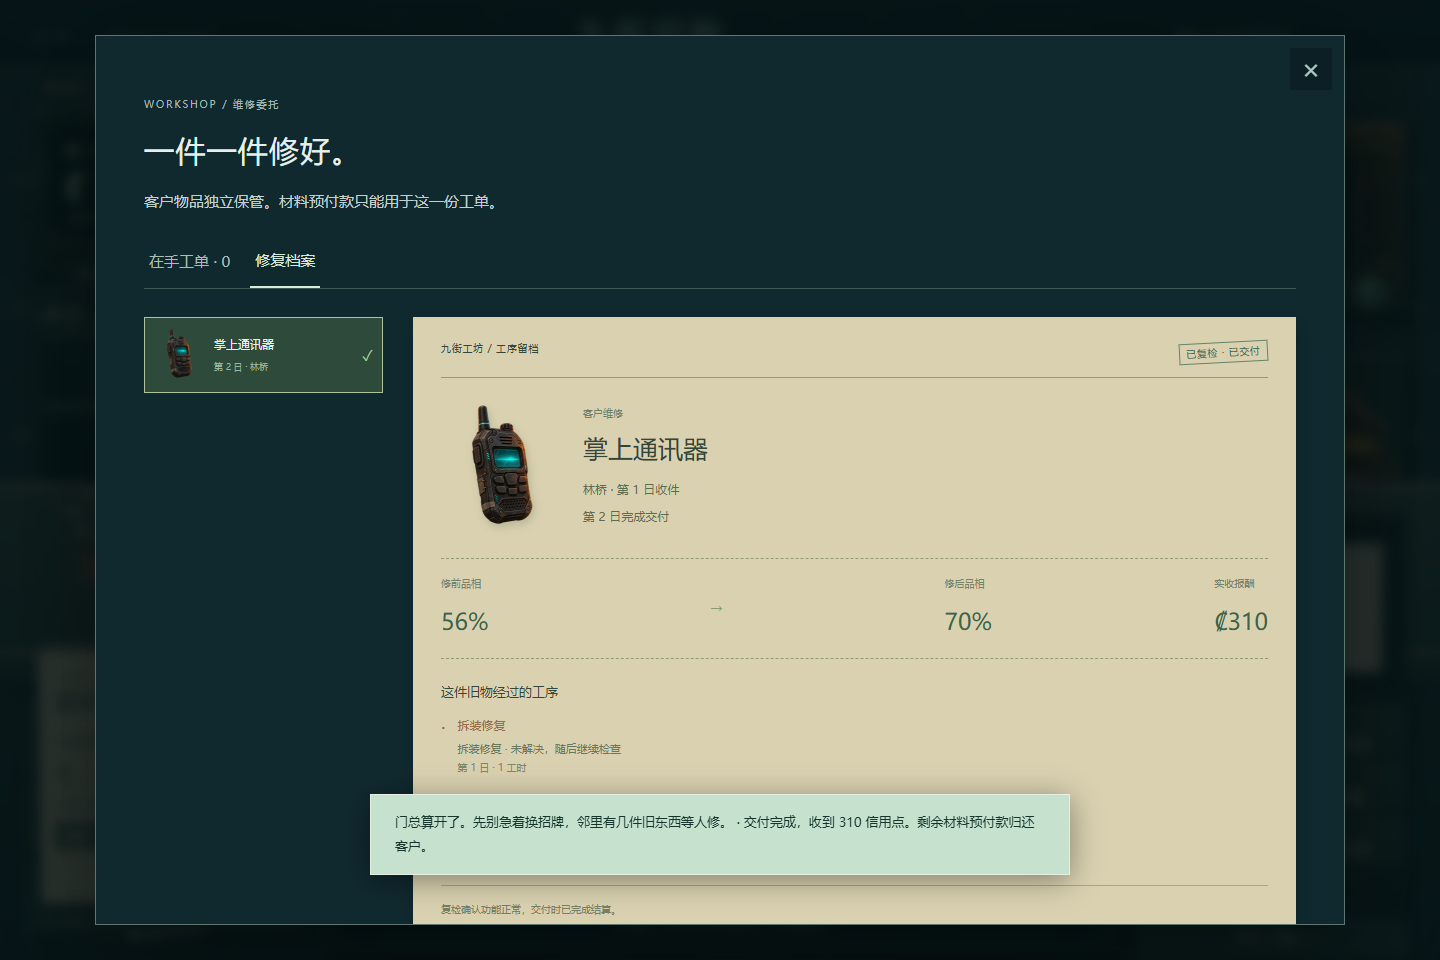 WORKSHOP / 维修委托
一件一件修好。
客户物品独立保管。材料预付款只能用于这一份工单。
在手工单 · 0
修复档案
掌上通讯器
第 2 日 · 林桥
✓
九街工坊 / 工序留档
已复检 · 已交付
客户维修
掌上通讯器
林桥 · 第 1 日收件
第 2 日完成交付
修前品相
56%
→
修后品相
70%
实收报酬
₡310
这件旧物经过的工序
拆装修复
拆装修复 · 未解决，随后继续检查
第 1 日 · 1 工时
门总算开了。先别急着换招牌，邻里有几件旧东西等人修。 · 交付完成，收到 310 信用点。剩余材料预付款归还
客户。
复检确认功能正常，交付时已完成结算。